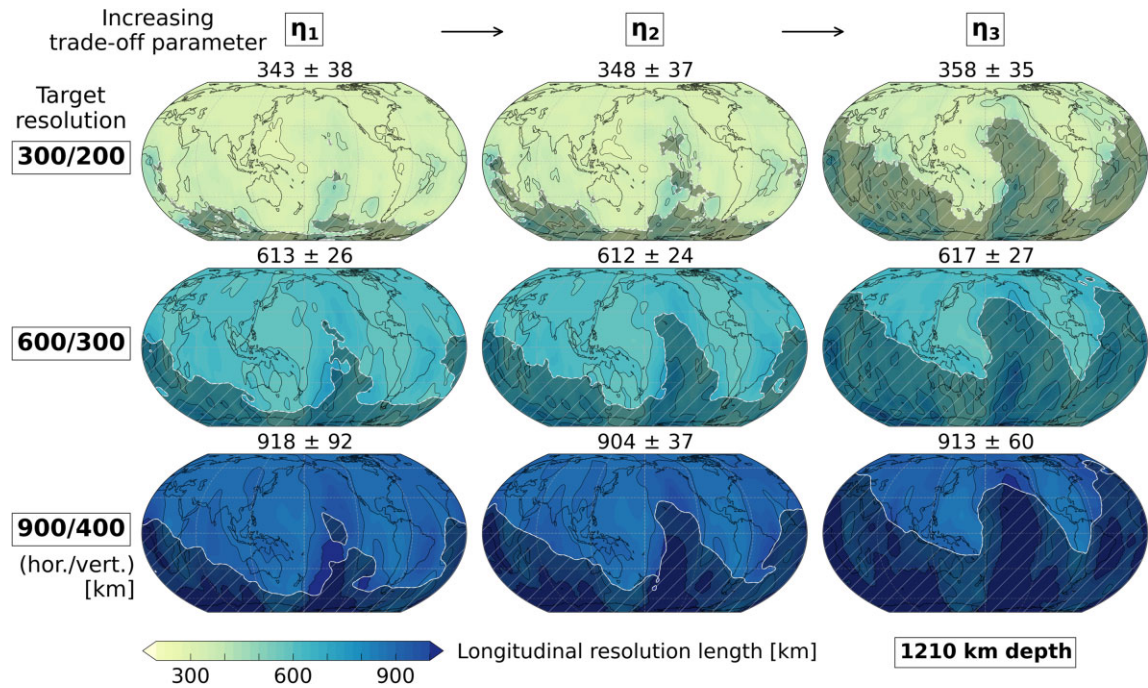 Increasing
trade-off parameter
η₁
η₂
η₃
Target
resolution
343 ± 38
348 ± 37
358 ± 35
300/200
613 ± 26
612 ± 24
617 ± 27
600/300
918 ± 92
904 ± 37
913 ± 60
900/400
(hor./vert.)
[km]
300
600
900
Longitudinal resolution length [km]
1210 km depth